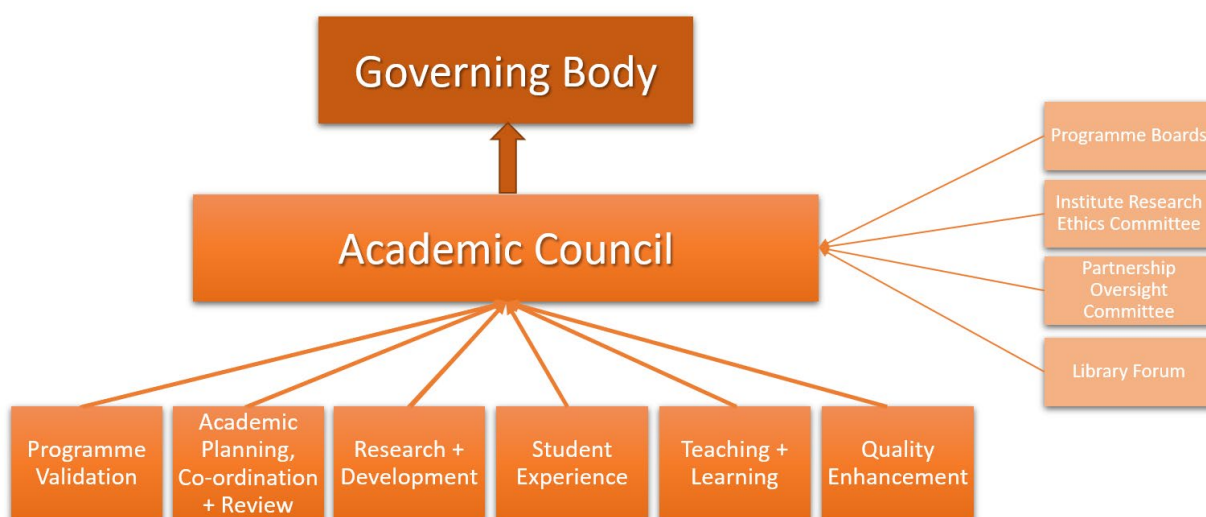 Governing Body
Academic Council
Programme Boards
Institute Research
Ethics Committee
Partnership
Oversight
Committee
Library Forum
Programme
Validation
Academic
Planning,
Co-ordination
+ Review
Research +
Development
Student
Experience
Teaching +
Learning
Quality
Enhancement